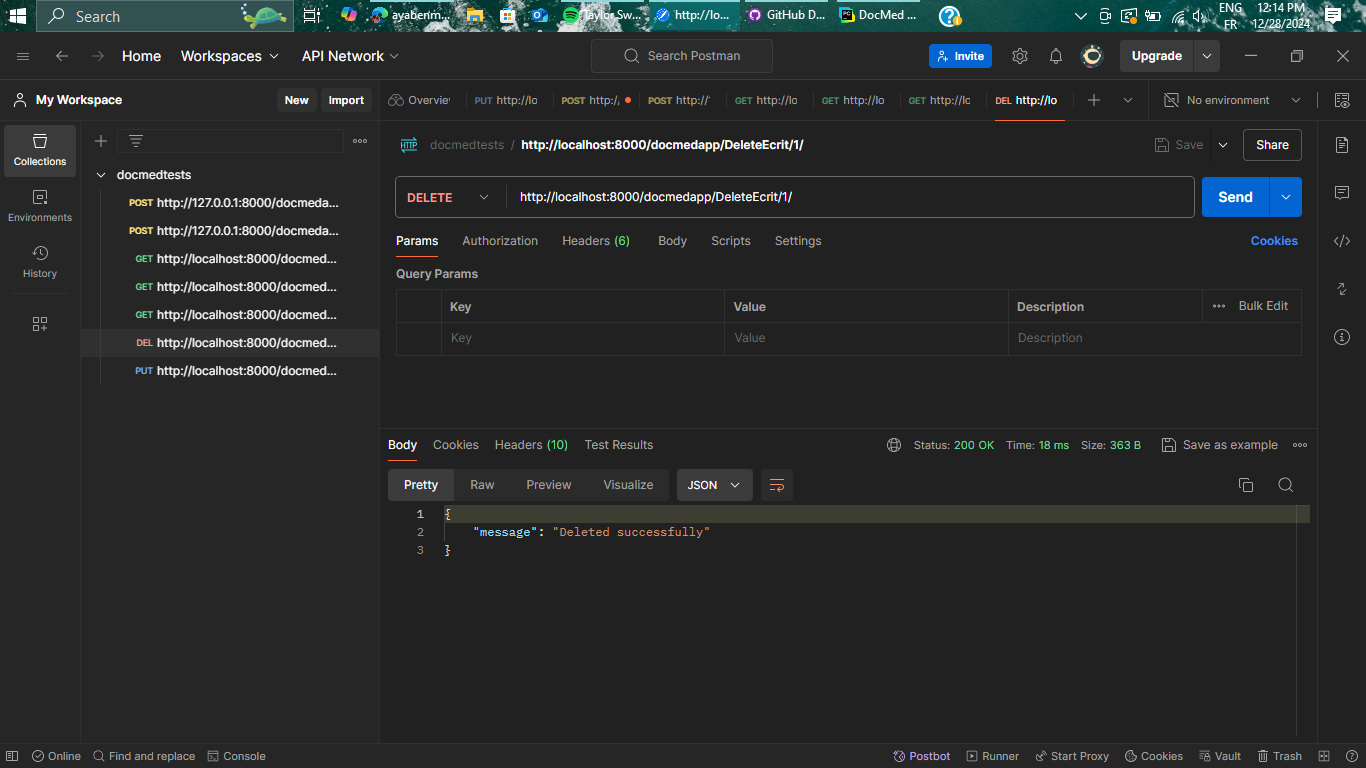 Search
ayaberim...
Taylor Sw...
http://lo...
GitHub D...
DocMed ...
ENG
FR
12:14 PM
12/28/2024
Home
Workspaces
API Network
Search Postman
Invite
Upgrade
My Workspace
New
Import
Overvie
PUT http://lo
POST http:/
POST http://
GET http://lo
GET http://lo
GET http://lo
DEL http://lo
No environment
Collections
Environments
History
docmedtests
POST http://127.0.0.1:8000/docmeda...
POST http://127.0.0.1:8000/docmeda...
GET http://localhost:8000/docmed...
GET http://localhost:8000/docmed...
GET http://localhost:8000/docmed...
DEL http://localhost:8000/docmed...
PUT http://localhost:8000/docmed...
HTTP
docmedtests / http://localhost:8000/docmedapp/DeleteEcrit/1/
Save
Share
DELETE
http://localhost:8000/docmedapp/DeleteEcrit/1/
Send
Params
Authorization
Headers (6)
Body
Scripts
Settings
Cookies
Query Params
Key
Value
Description
Bulk Edit
Key
Value
Description
Body
Cookies
Headers (10)
Test Results
Status: 200 OK
Time: 18 ms
Size: 363 B
Save as example
Pretty
Raw
Preview
Visualize
JSON
1 {
2 "message": "Deleted successfully"
3 }
Online
Find and replace
Console
Postbot
Runner
Start Proxy
Cookies
Vault
Trash